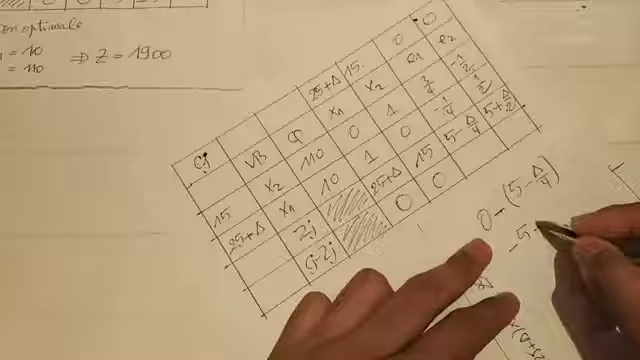 on optimale
= 10
= 110
⇒ Z = 1900
25+Δ 15 0 0
Cj VB Q x1 x2 e1 e2
15 x2 110 0 1 3/4 -1/2
25+Δ x1 10 1 0 -1/4 1/2
Zj 25+Δ 15 5-Δ/4 5+Δ/2
Cj-Zj 0 0
0 - (5-Δ/4)
-5